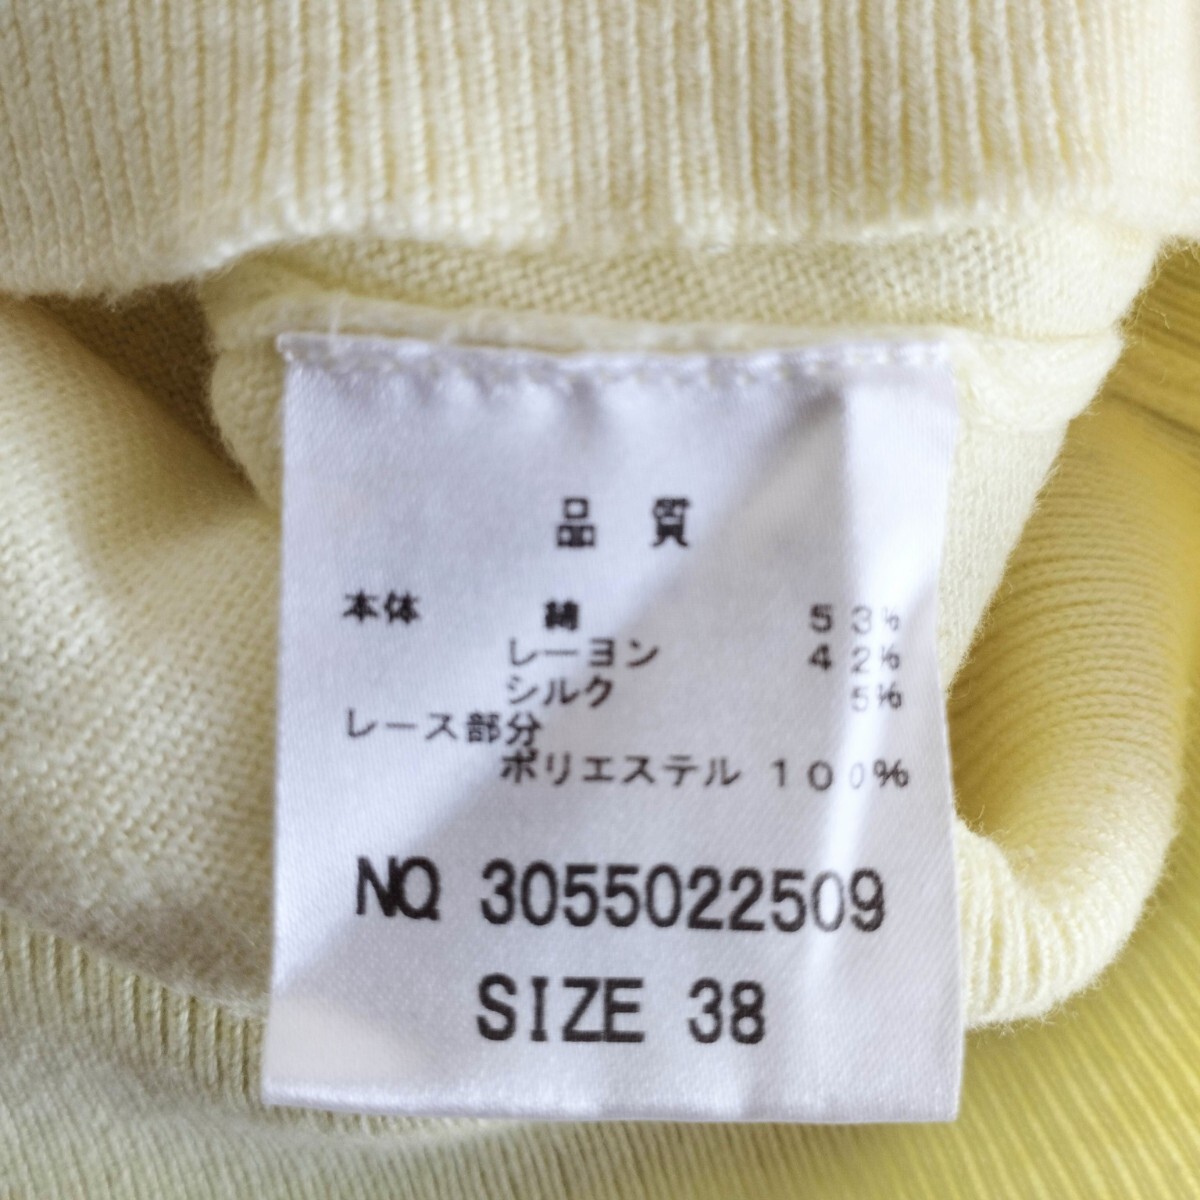 品 質
本体 綿 53%
レーヨン 42%
シルク 5%
レース部分
ポリエステル 100%
NO 3055022509
SIZE 38